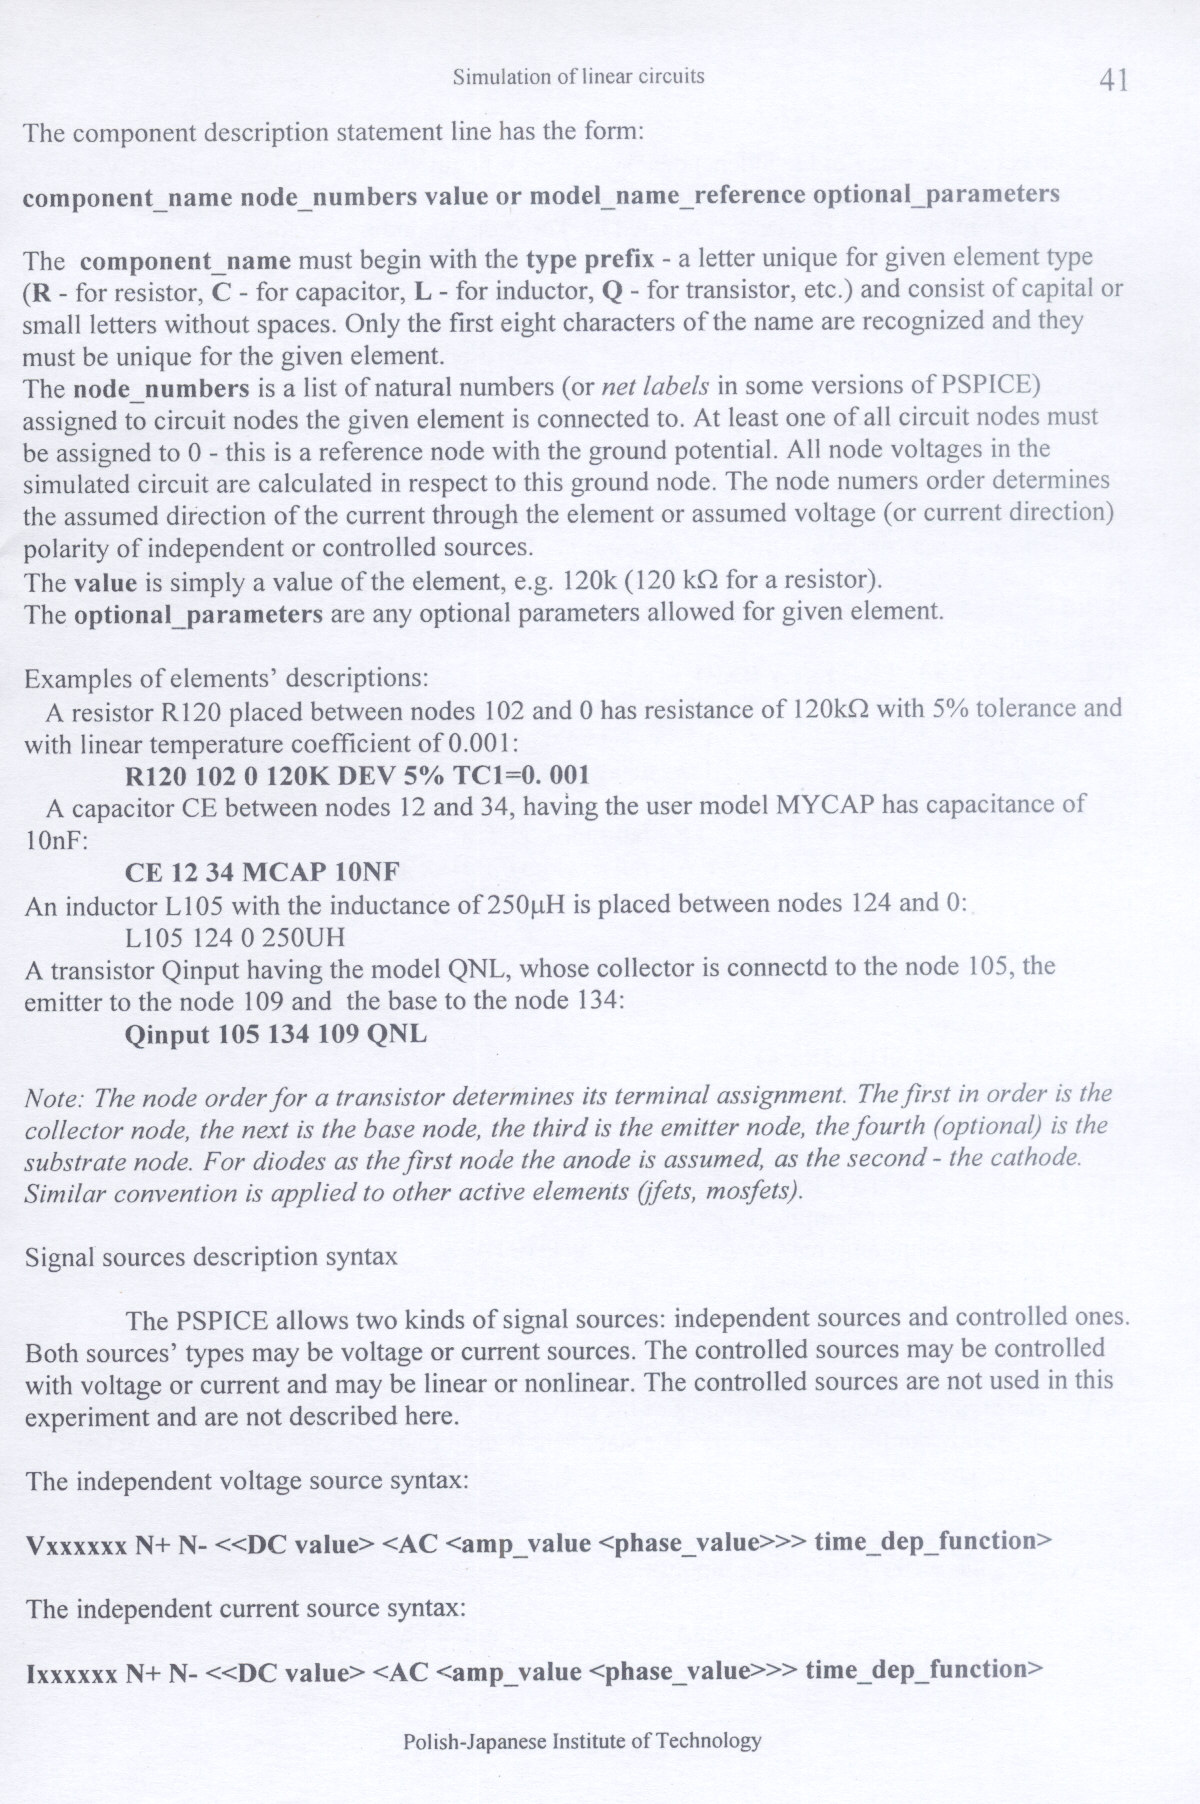 Simulation of linear circuits
41
The component description statement line has the form:
component_name node_numbers value or model_name_reference optional_parameters
The component_name must begin with the type prefix - a letter unique for given element type
(R - for resistor, C - for capacitor, L - for inductor, Q - for transistor, etc.) and consist of capital or
small letters without spaces. Only the first eight characters of the name are recognized and they
must be unique for the given element.
The node_numbers is a list of natural numbers (or net labels in some versions of PSPICE)
assigned to circuit nodes the given element is connected to. At least one of all circuit nodes must
be assigned to 0 - this is a reference node with the ground potential. All node voltages in the
simulated circuit are calculated in respect to this ground node. The node numers order determines
the assumed direction of the current through the element or assumed voltage (or current direction)
polarity of independent or controlled sources.
The value is simply a value of the element, e.g. 120k (120 kΩ for a resistor).
The optional_parameters are any optional parameters allowed for given element.
Examples of elements’ descriptions:
A resistor R120 placed between nodes 102 and 0 has resistance of 120kΩ with 5% tolerance and
with linear temperature coefficient of 0.001:
R120 102 0 120K DEV 5% TC1=0. 001
A capacitor CE between nodes 12 and 34, having the user model MYCAP has capacitance of
10nF:
CE 12 34 MCAP 10NF
An inductor L105 with the inductance of 250μH is placed between nodes 124 and 0:
L105 124 0 250UH
A transistor Qinput having the model QNL, whose collector is connectd to the node 105, the
emitter to the node 109 and the base to the node 134:
Qinput 105 134 109 QNL
Note: The node order for a transistor determines its terminal assignment. The first in order is the
collector node, the next is the base node, the third is the emitter node, the fourth (optional) is the
substrate node. For diodes as the first node the anode is assumed, as the second - the cathode.
Similar convention is applied to other active elements (jfets, mosfets).
Signal sources description syntax
The PSPICE allows two kinds of signal sources: independent sources and controlled ones.
Both sources’ types may be voltage or current sources. The controlled sources may be controlled
with voltage or current and may be linear or nonlinear. The controlled sources are not used in this
experiment and are not described here.
The independent voltage source syntax:
Vxxxxxx N+ N- <<DC value> <AC <amp_value <phase_value>>> time_dep_function>
The independent current source syntax:
Ixxxxxx N+ N- <<DC value> <AC <amp_value <phase_value>>> time_dep_function>
Polish-Japanese Institute of Technology